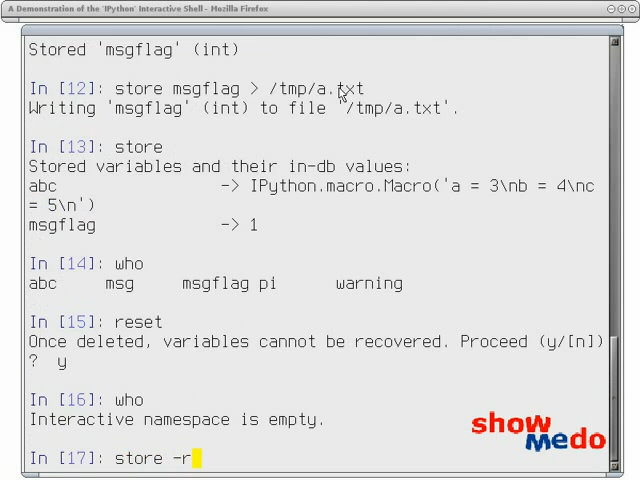 A Demonstration of the 'IPython' Interactive Shell - Mozilla Firefox
Stored 'msgflag' (int)
In [12]: store msgflag > /tmp/a.txt
Writing 'msgflag' (int) to file '/tmp/a.txt'.
In [13]: store
Stored variables and their in-db values:
abc -> IPython.macro.Macro('a = 3\nb = 4\nc
= 5\n')
msgflag -> 1
In [14]: who
abc msg msgflag pi warning
In [15]: reset
Once deleted, variables cannot be recovered. Proceed (y/[n])
? y
In [16]: who
Interactive namespace is empty.
In [17]: store -r
show
medo